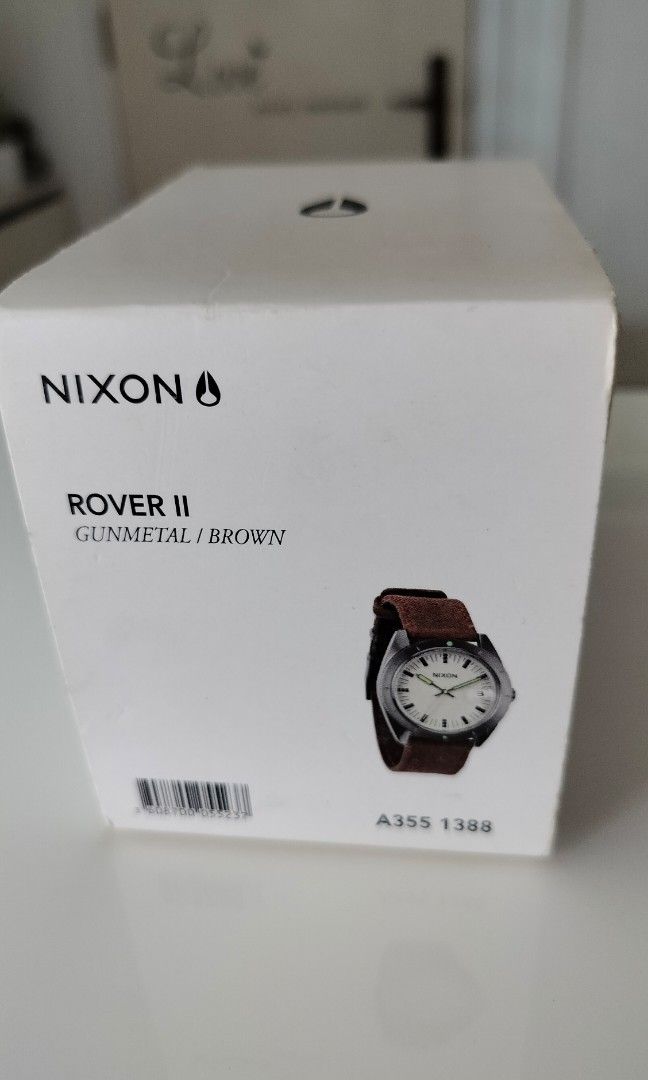 NIXON
ROVER II
GUNMETAL / BROWN
NIXON
A355 1388